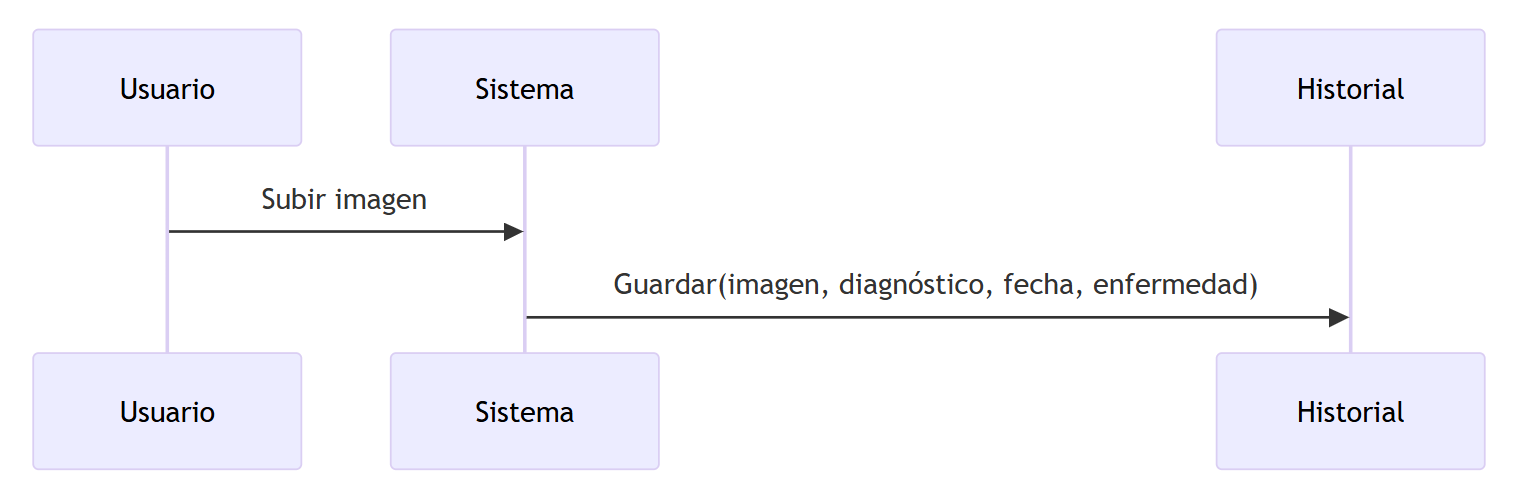 Usuario
Sistema
Historial
Subir imagen
Guardar(imagen, diagnóstico, fecha, enfermedad)
Usuario
Sistema
Historial